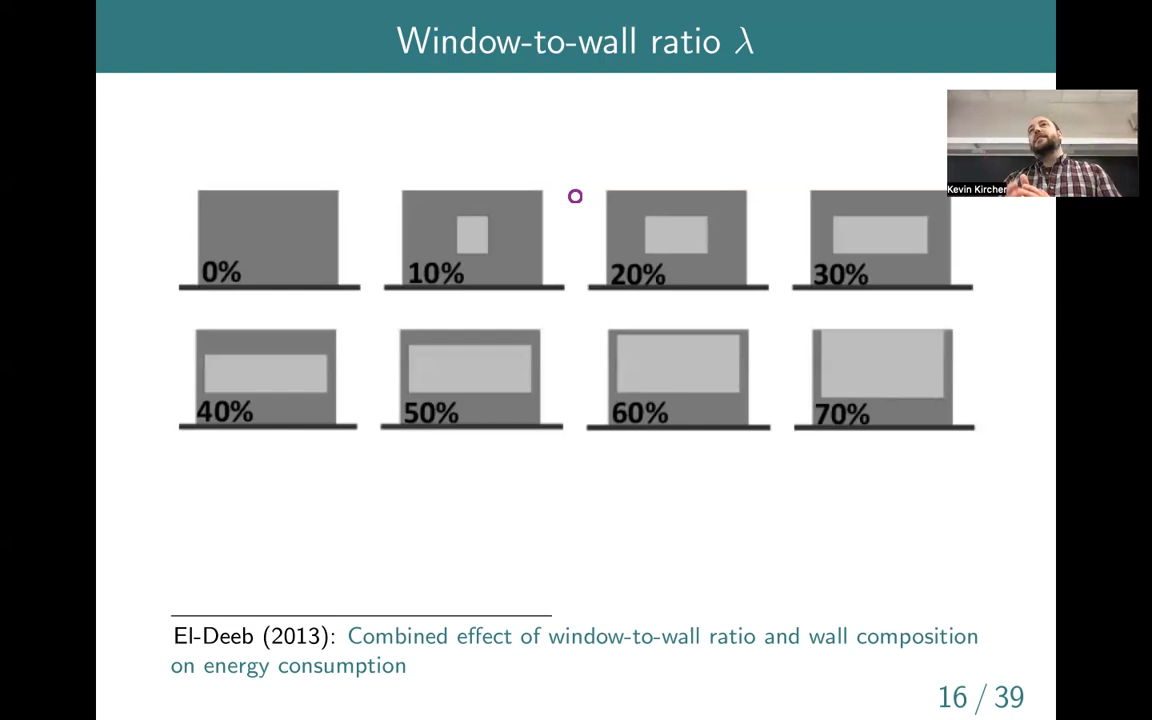 Window-to-wall ratio λ
Kevin Kircher
0%
10%
20%
30%
40%
50%
60%
70%
El-Deeb (2013): Combined effect of window-to-wall ratio and wall composition
on energy consumption
16 / 39